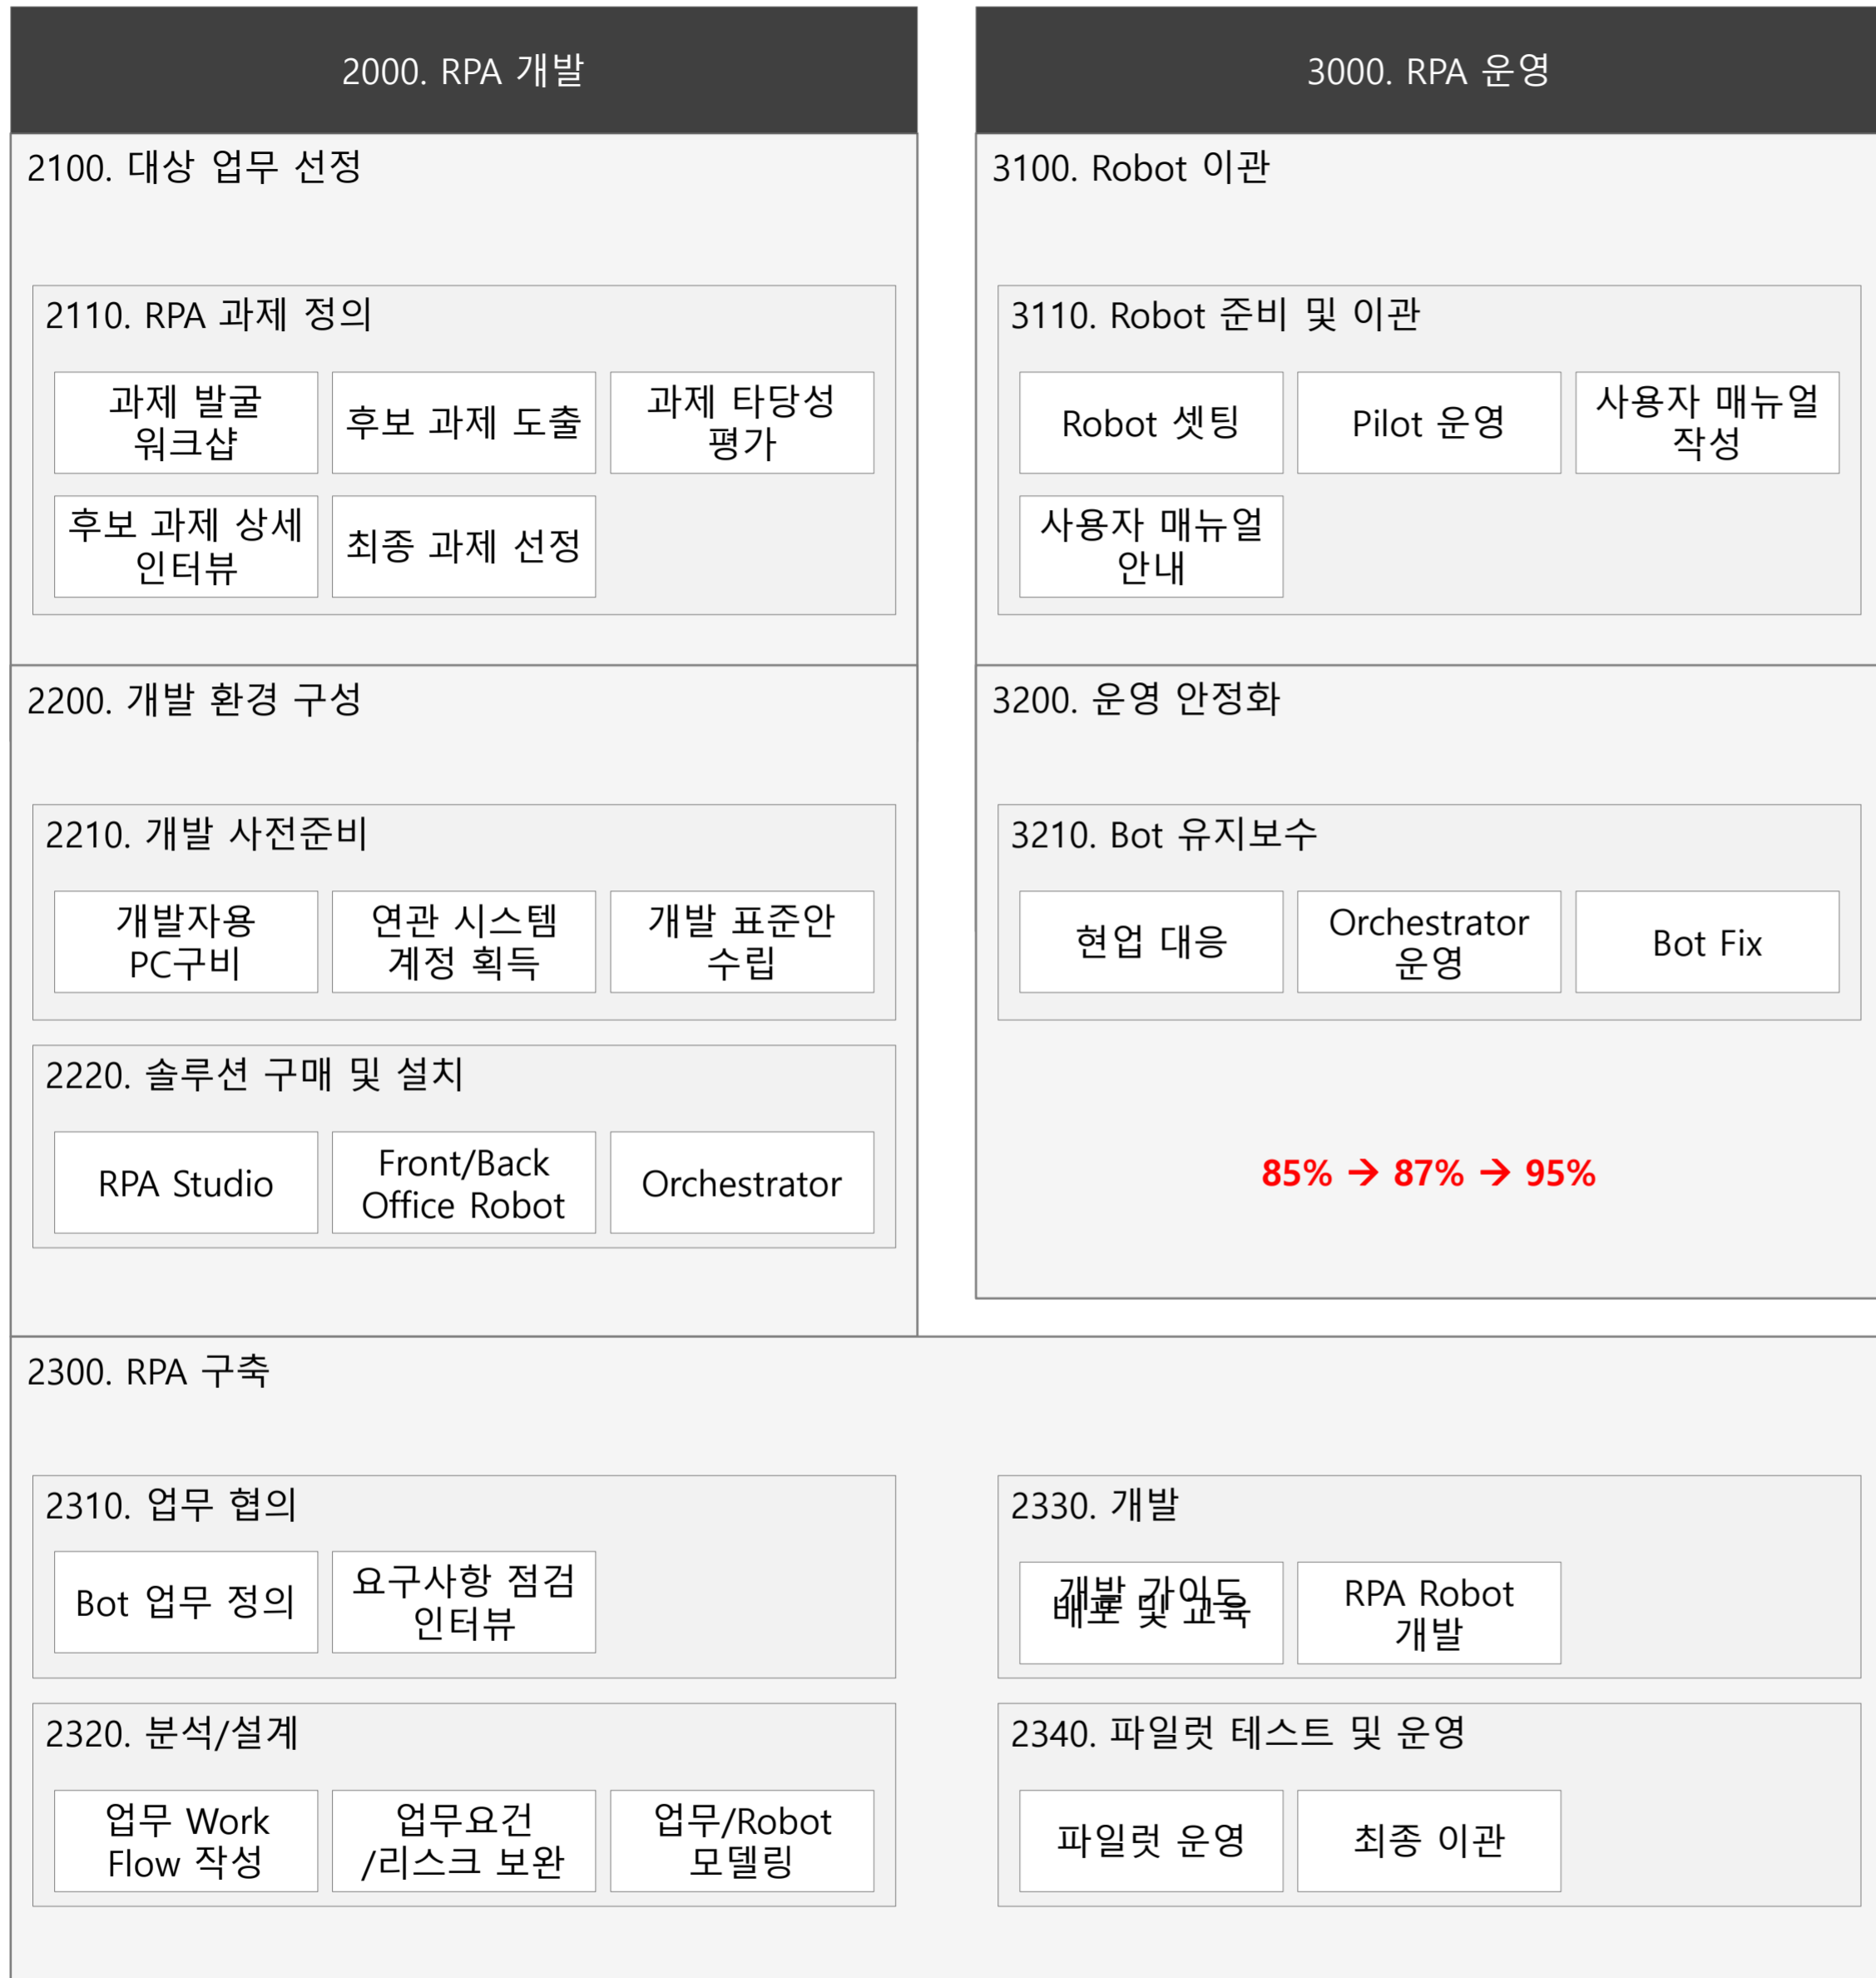 2000. RPA 개발
2100. 대상 업무 선정
2110. RPA 과제 정의
과제 발굴
워크샵
후보 과제 도출
과제 타당성
평가
후보 과제 상세
인터뷰
최종 과제 선정
2200. 개발 환경 구성
2210. 개발 사전준비
개발자용
PC구비
연관 시스템
계정 획득
개발 표준안
수립
2220. 솔루션 구매 및 설치
RPA Studio
Front/Back
Office Robot
Orchestrator
3000. RPA 운영
3100. Robot 이관
3110. Robot 준비 및 이관
Robot 셋팅
Pilot 운영
사용자 매뉴얼
작성
사용자 매뉴얼
안내
3200. 운영 안정화
3210. Bot 유지보수
현업 대응
Orchestrator
운영
Bot Fix
85% → 87% → 95%
2300. RPA 구축
2310. 업무 협의
Bot 업무 정의
요구사항 점검
인터뷰
2320. 분석/설계
업무 Work
Flow 작성
업무요건
/리스크 보완
업무/Robot
모델링
2330. 개발
개발 가이드
배포 및 교육
RPA Robot
개발
2340. 파일럿 테스트 및 운영
파일럿 운영
최종 이관